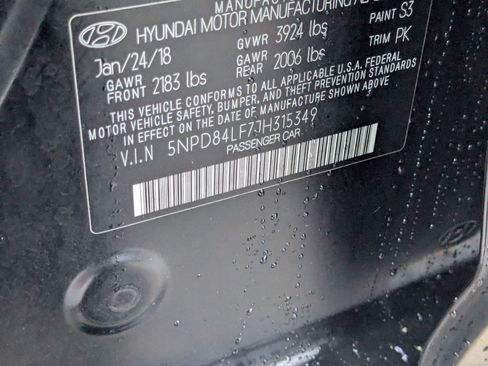 MANUFACTURED
HYUNDAI MOTOR MANUFACTURING
Jan/24/18 GVWR 3924 lbs PAINT S3
GAWR FRONT 2183 lbs GAWR REAR 2006 lbs TRIM PK
THIS VEHICLE CONFORMS TO ALL APPLICABLE U.S.A. FEDERAL
MOTOR VEHICLE SAFETY, BUMPER, AND THEFT PREVENTION STANDARDS
IN EFFECT ON THE DATE OF MANUFACTURE SHOWN ABOVE
V.I.N 5NPD84LF7JH315349
PASSENGER CAR